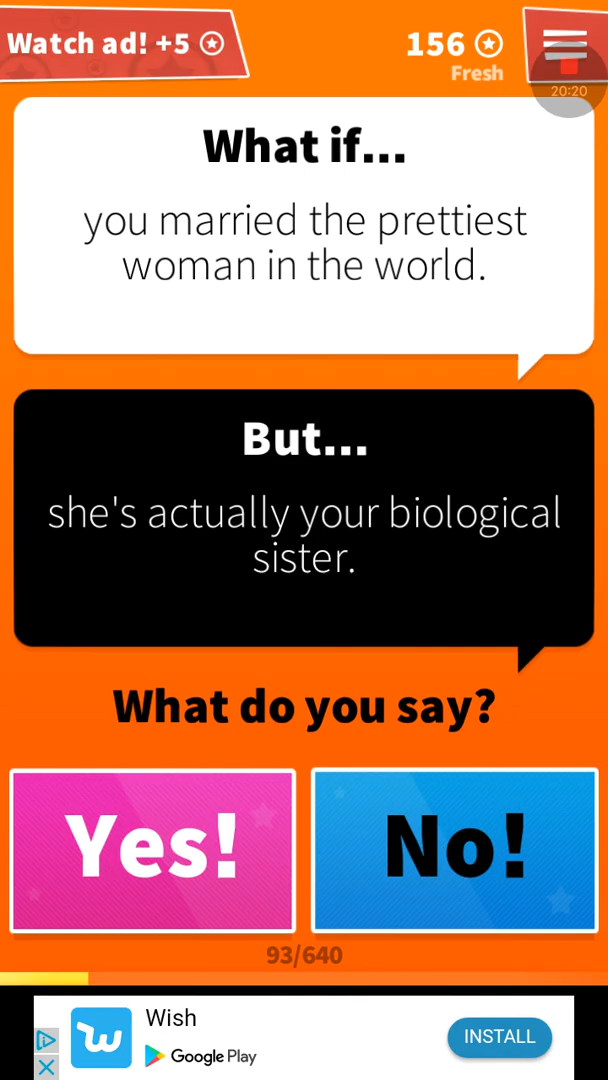 Watch ad! +5
156
Fresh
20:20
What if...
you married the prettiest
woman in the world.
But...
she's actually your biological
sister.
What do you say?
Yes!
No!
93/640
Wish
Google Play
INSTALL